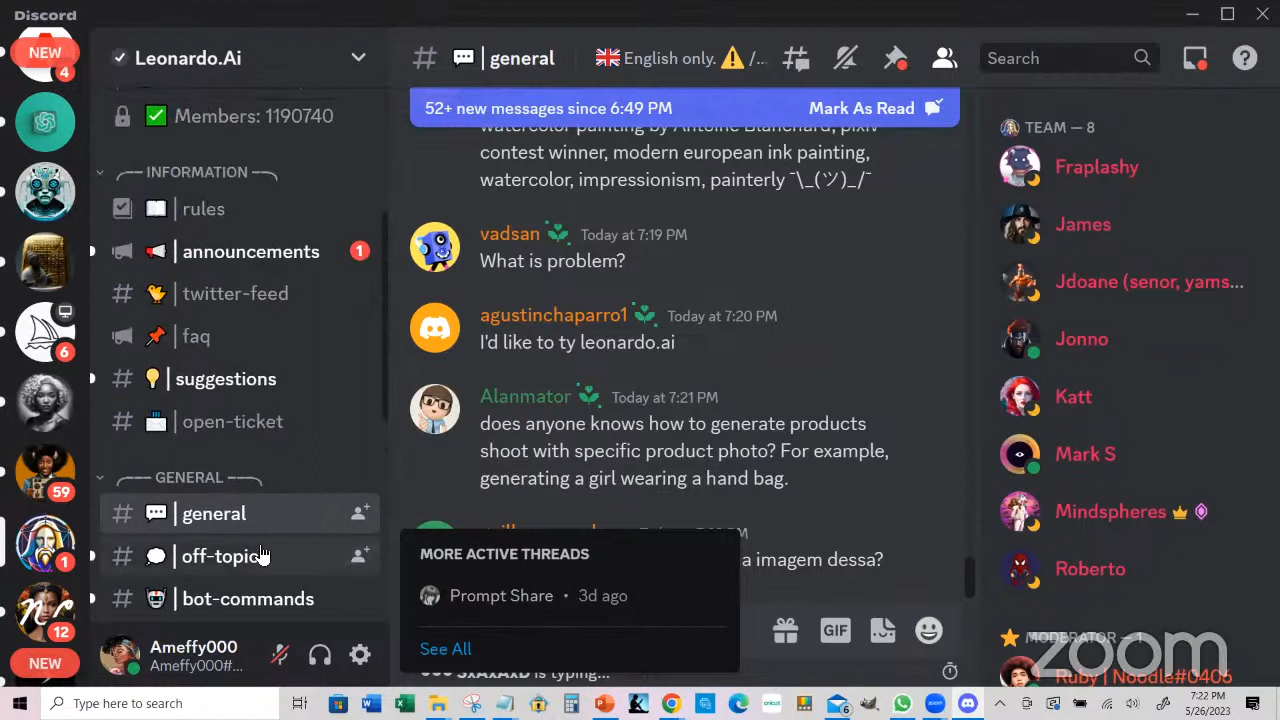 Discord
NEW
4
6
59
1
12
NEW
Leonardo.Ai
Members: 1190740
INFORMATION
| rules
| announcements
1
| twitter-feed
| faq
| suggestions
| open-ticket
GENERAL
| general
| off-topic
| bot-commands
Ameffy000
Ameffy000#...
# | general
English only. ⚠️ /...
Search
52+ new messages since 6:49 PM
Mark As Read
watercolor painting by Antoine Blanchard, pixiv
contest winner, modern european ink painting,
watercolor, impressionism, painterly ¯\_(ツ)_/¯
vadsan Today at 7:19 PM
What is problem?
agustinchaparro1 Today at 7:20 PM
I'd like to ty leonardo.ai
Alanmator Today at 7:21 PM
does anyone knows how to generate products
shoot with specific product photo? For example,
generating a girl wearing a hand bag.
a imagem dessa?
MORE ACTIVE THREADS
Prompt Share • 3d ago
See All
GIF
is typing...
TEAM — 8
Fraplashy
James
Jdoane (senor, yams...
Jonno
Katt
Mark S
Mindspheres
Roberto
MODERATOR — 1
Ruby | Noodle#0406
zoom
Type here to search
6
7:22 PM
5/26/2023